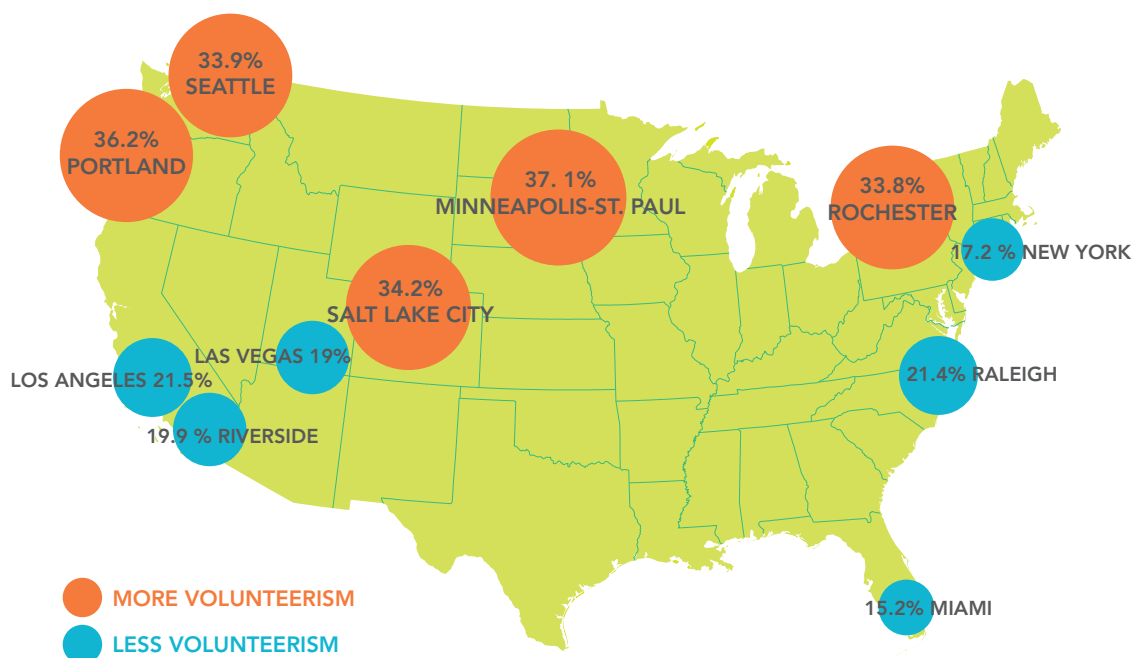 33.9%
SEATTLE
36.2%
PORTLAND
37. 1%
MINNEAPOLIS-ST. PAUL
33.8%
ROCHESTER
17.2 % NEW YORK
34.2%
SALT LAKE CITY
LAS VEGAS 19%
LOS ANGELES 21.5%
21.4% RALEIGH
19.9 % RIVERSIDE
15.2% MIAMI
MORE VOLUNTEERISM
LESS VOLUNTEERISM